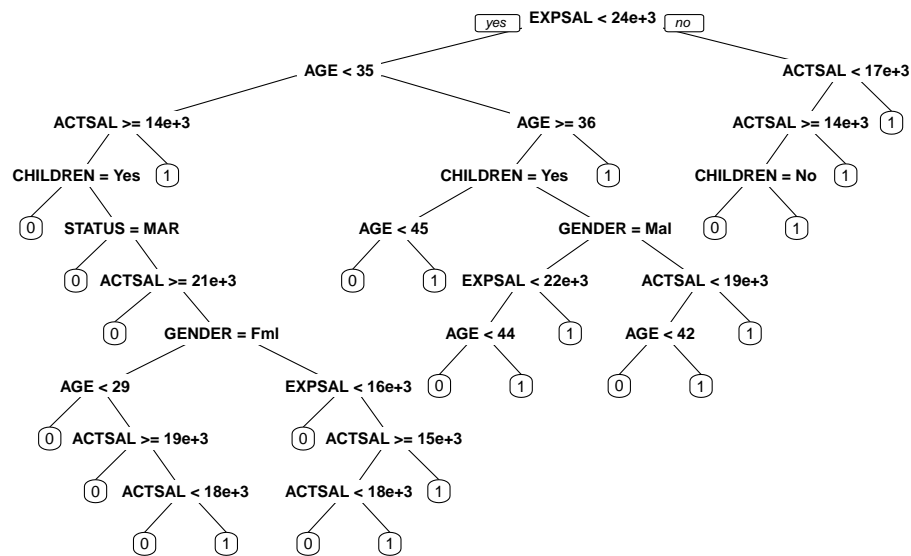 yes EXPSAL < 24e+3 no
AGE < 35 ACTSAL < 17e+3
ACTSAL >= 14e+3 AGE >= 36 ACTSAL >= 14e+3 1
CHILDREN = Yes 1 CHILDREN = Yes 1 CHILDREN = No 1
0 STATUS = MAR AGE < 45 GENDER = Mal 0 1
0 ACTSAL >= 21e+3 0 1 EXPSAL < 22e+3 ACTSAL < 19e+3
0 GENDER = Fml AGE < 44 1 AGE < 42 1
AGE < 29 EXPSAL < 16e+3 0 1 0 1
0 ACTSAL >= 19e+3 0 ACTSAL >= 15e+3
0 ACTSAL < 18e+3 ACTSAL < 18e+3 1
0 1 0 1